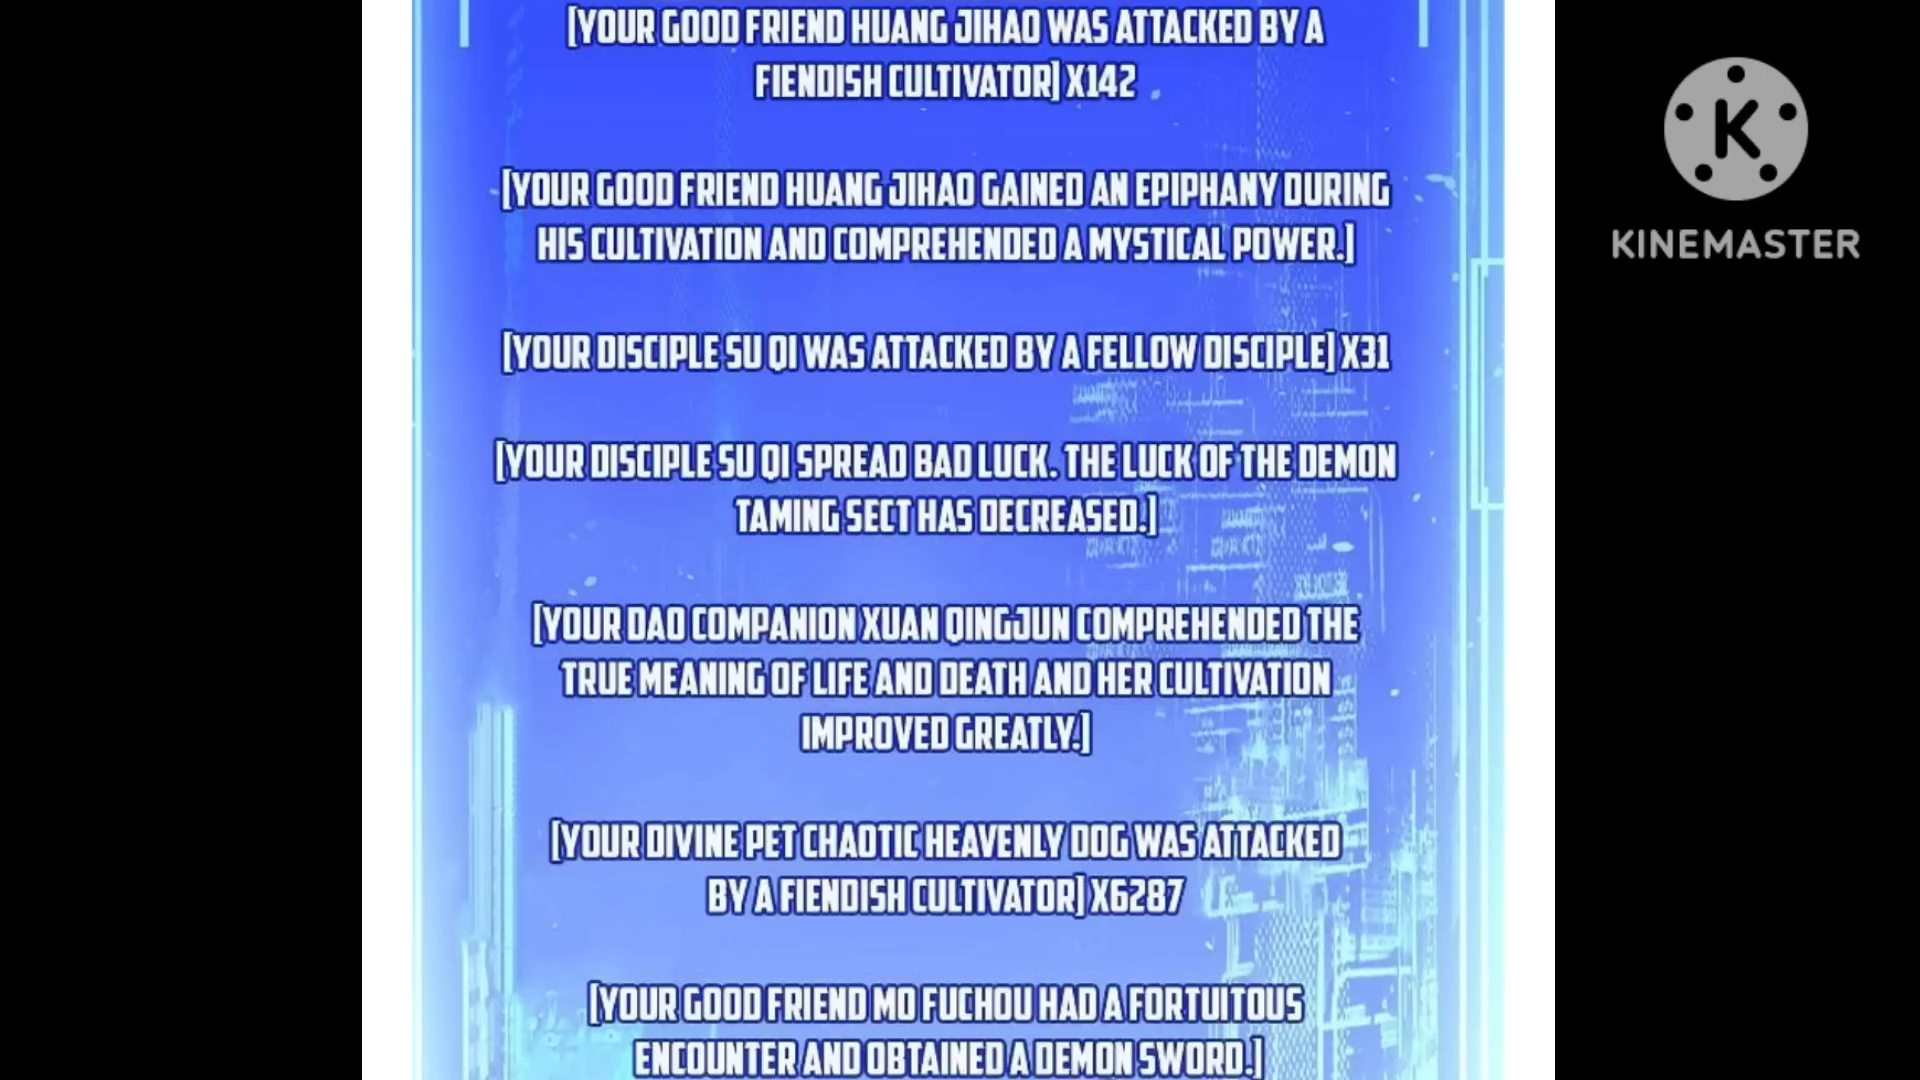 [YOUR GOOD FRIEND HUANG JIHAO WAS ATTACKED BY A
FIENDISH CULTIVATOR] X142
[YOUR GOOD FRIEND HUANG JIHAO GAINED AN EPIPHANY DURING
HIS CULTIVATION AND COMPREHENDED A MYSTICAL POWER.]
[YOUR DISCIPLE SU QI WAS ATTACKED BY A FELLOW DISCIPLE] X31
[YOUR DISCIPLE SU QI SPREAD BAD LUCK. THE LUCK OF THE DEMON
TAMING SECT HAS DECREASED.]
[YOUR DAO COMPANION XUAN QINGJUN COMPREHENDED THE
TRUE MEANING OF LIFE AND DEATH AND HER CULTIVATION
IMPROVED GREATLY.]
[YOUR DIVINE PET CHAOTIC HEAVENLY DOG WAS ATTACKED
BY A FIENDISH CULTIVATOR] X6287
[YOUR GOOD FRIEND MO FUCHOU HAD A FORTUITOUS
ENCOUNTER AND OBTAINED A DEMON SWORD.]
K
KINEMASTER